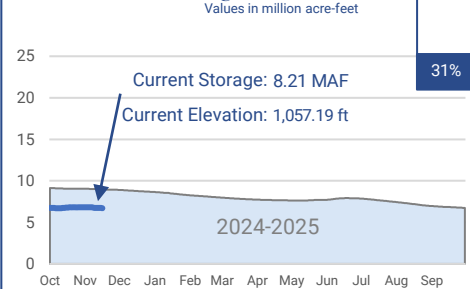 Values in million acre-feet
31%
25
Current Storage: 8.21 MAF
20
Current Elevation: 1,057.19 ft
15
10
5
2024-2025
0
Oct Nov Dec Jan Feb Mar Apr May Jun Jul Aug Sep